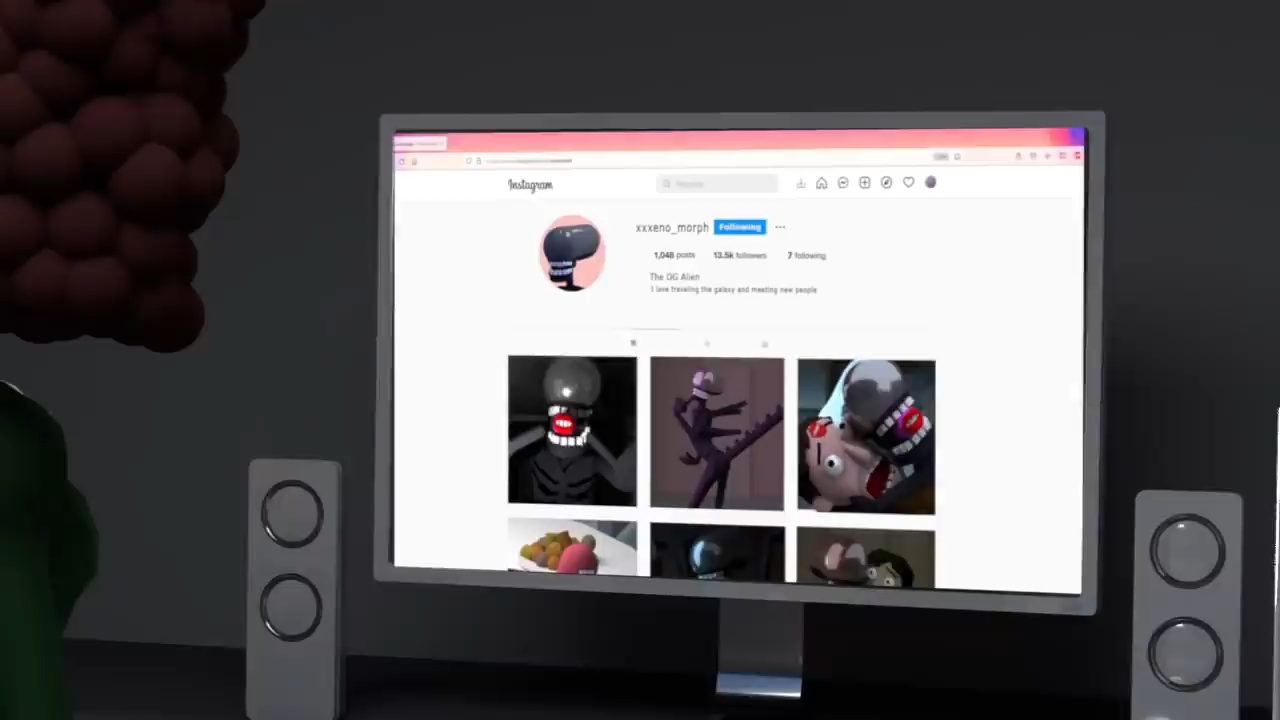 Instagram
xxxeno_morph Following ...
1,048 posts 13.5k followers 7 following
The OG Alien
I love traveling the galaxy and meeting new people